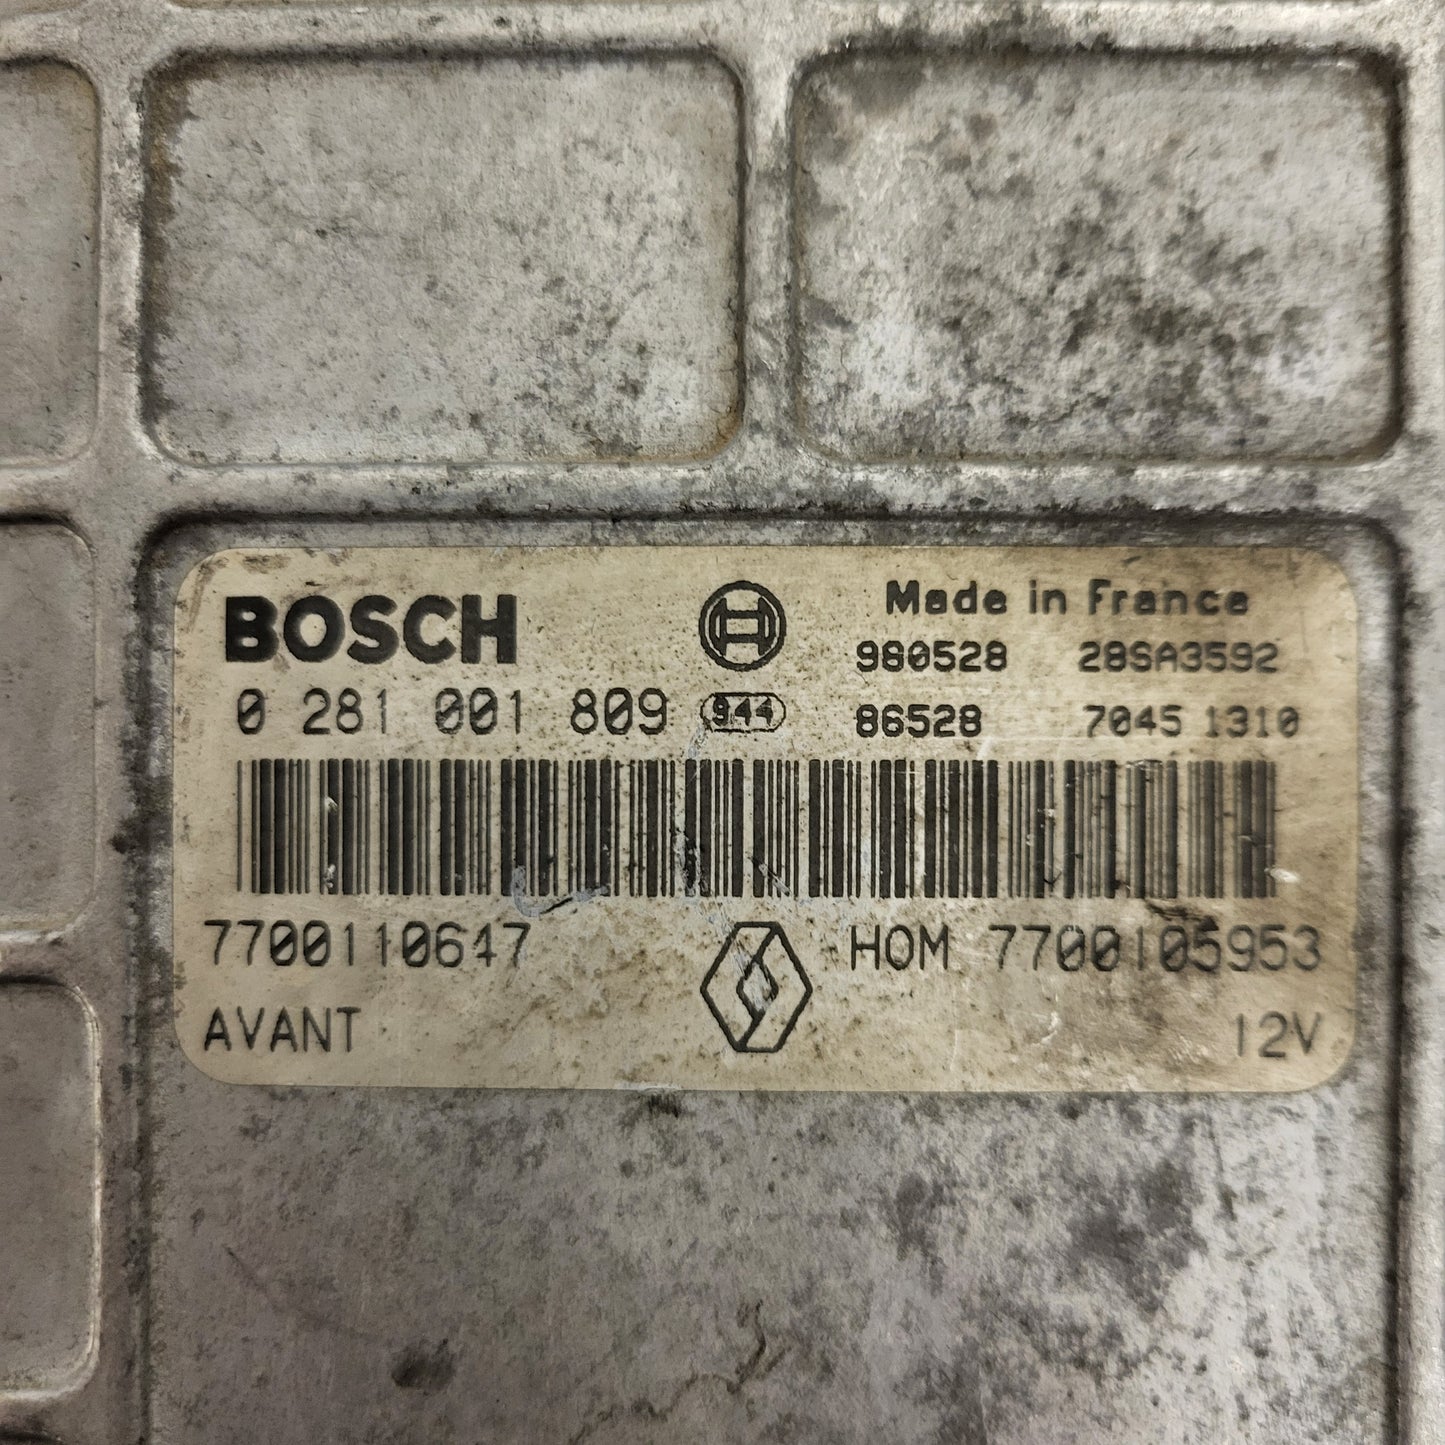 BOSCH
Made in France
980528 28SA3592
0 281 001 809 944 86528 7045 1310
7700110647 HOM 7700105953
AVANT 12V